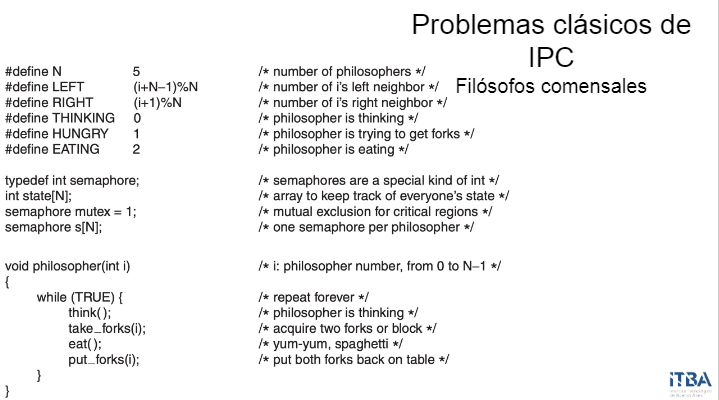 Problemas clásicos de
IPC
Filósofos comensales
#define N 5 /* number of philosophers */
#define LEFT (i+N–1)%N /* number of i's left neighbor */
#define RIGHT (i+1)%N /* number of i's right neighbor */
#define THINKING 0 /* philosopher is thinking */
#define HUNGRY 1 /* philosopher is trying to get forks */
#define EATING 2 /* philosopher is eating */
typedef int semaphore; /* semaphores are a special kind of int */
int state[N]; /* array to keep track of everyone's state */
semaphore mutex = 1; /* mutual exclusion for critical regions */
semaphore s[N]; /* one semaphore per philosopher */
void philosopher(int i) /* i: philosopher number, from 0 to N–1 */
{
while (TRUE) { /* repeat forever */
think( ); /* philosopher is thinking */
take_forks(i); /* acquire two forks or block */
eat( ); /* yum-yum, spaghetti */
put_forks(i); /* put both forks back on table */
}
}
ITBA